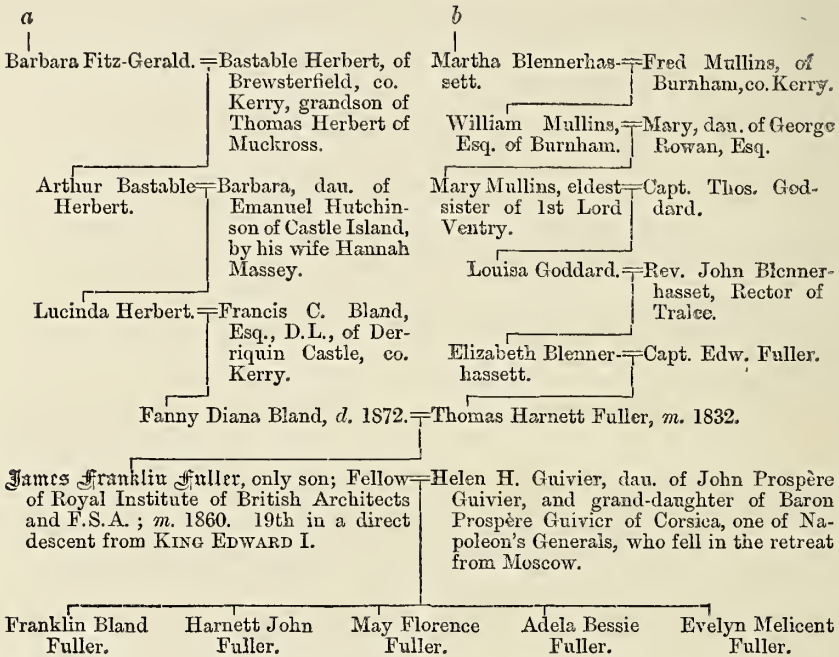 a
b
Barbara Fitz-Gerald. = Bastable Herbert, of
Brewsterfield, co.
Kerry, grandson of
Thomas Herbert of
Muckross.
Martha Blennerhas-
sett.
= Fred Mullins, of
Burnham, co. Kerry.
William Mullins,
Esq. of Burnham.
= Mary, dau. of George
Rowan, Esq.
Arthur Bastable
Herbert.
= Barbara, dau. of
Emanuel Hutchin-
son of Castle Island,
by his wife Hannah
Massey.
Mary Mullins, eldest
sister of 1st Lord
Ventry.
= Capt. Thos. God-
dard.
Louisa Goddard. = Rev. John Blenner-
hasset, Rector of
Tralee.
Lucinda Herbert. = Francis C. Bland,
Esq., D.L., of Der-
riquin Castle, co.
Kerry.
Elizabeth Blenner-
hassett.
= Capt. Edw. Fuller.
Fanny Diana Bland, d. 1872. = Thomas Harnett Fuller, m. 1832.
James Franklin Fuller, only son; Fellow
of Royal Institute of British Architects
and F.S.A.; m. 1860. 19th in a direct
descent from KING EDWARD I.
= Helen H. Guivier, dau. of John Prospère
Guivier, and grand-daughter of Baron
Prospère Guivier of Corsica, one of Na-
poleon's Generals, who fell in the retreat
from Moscow.
Franklin Bland
Fuller.
Harnett John
Fuller.
May Florence
Fuller.
Adela Bessie
Fuller.
Evelyn Melicent
Fuller.